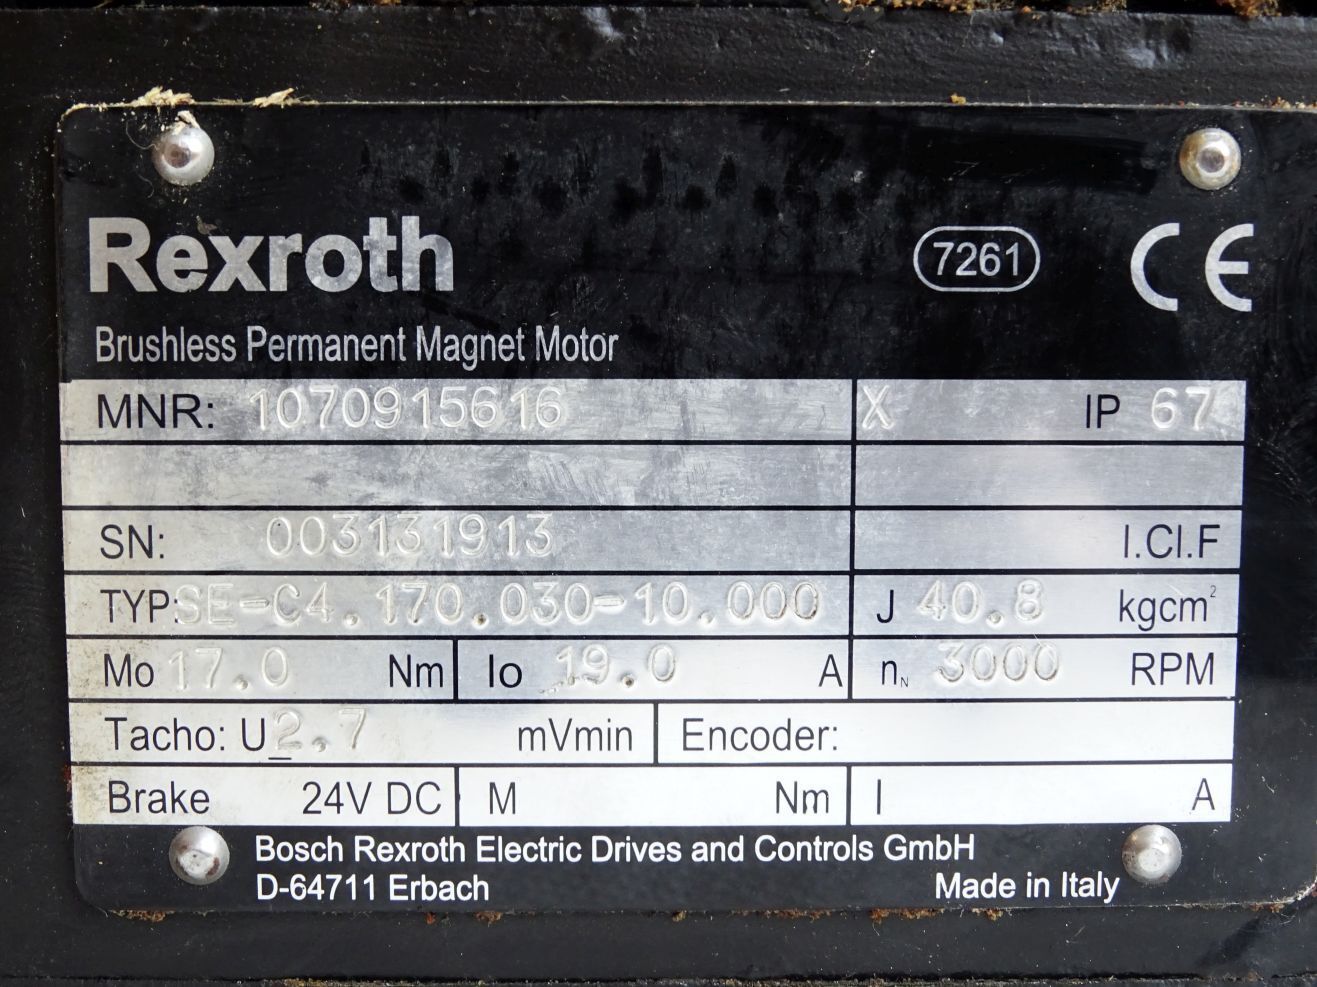 Rexroth 7261 CE
Brushless Permanent Magnet Motor
MNR: 1070915616 X IP 67
SN: 003131913 I.Cl.F
TYP: SE-C4.170.030-10.000 J 40.8 kgcm²
Mo 17.0 Nm Io 19.0 A nN 3000 RPM
Tacho: U_2.7 mVmin Encoder:
Brake 24V DC M Nm I A
Bosch Rexroth Electric Drives and Controls GmbH
D-64711 Erbach Made in Italy